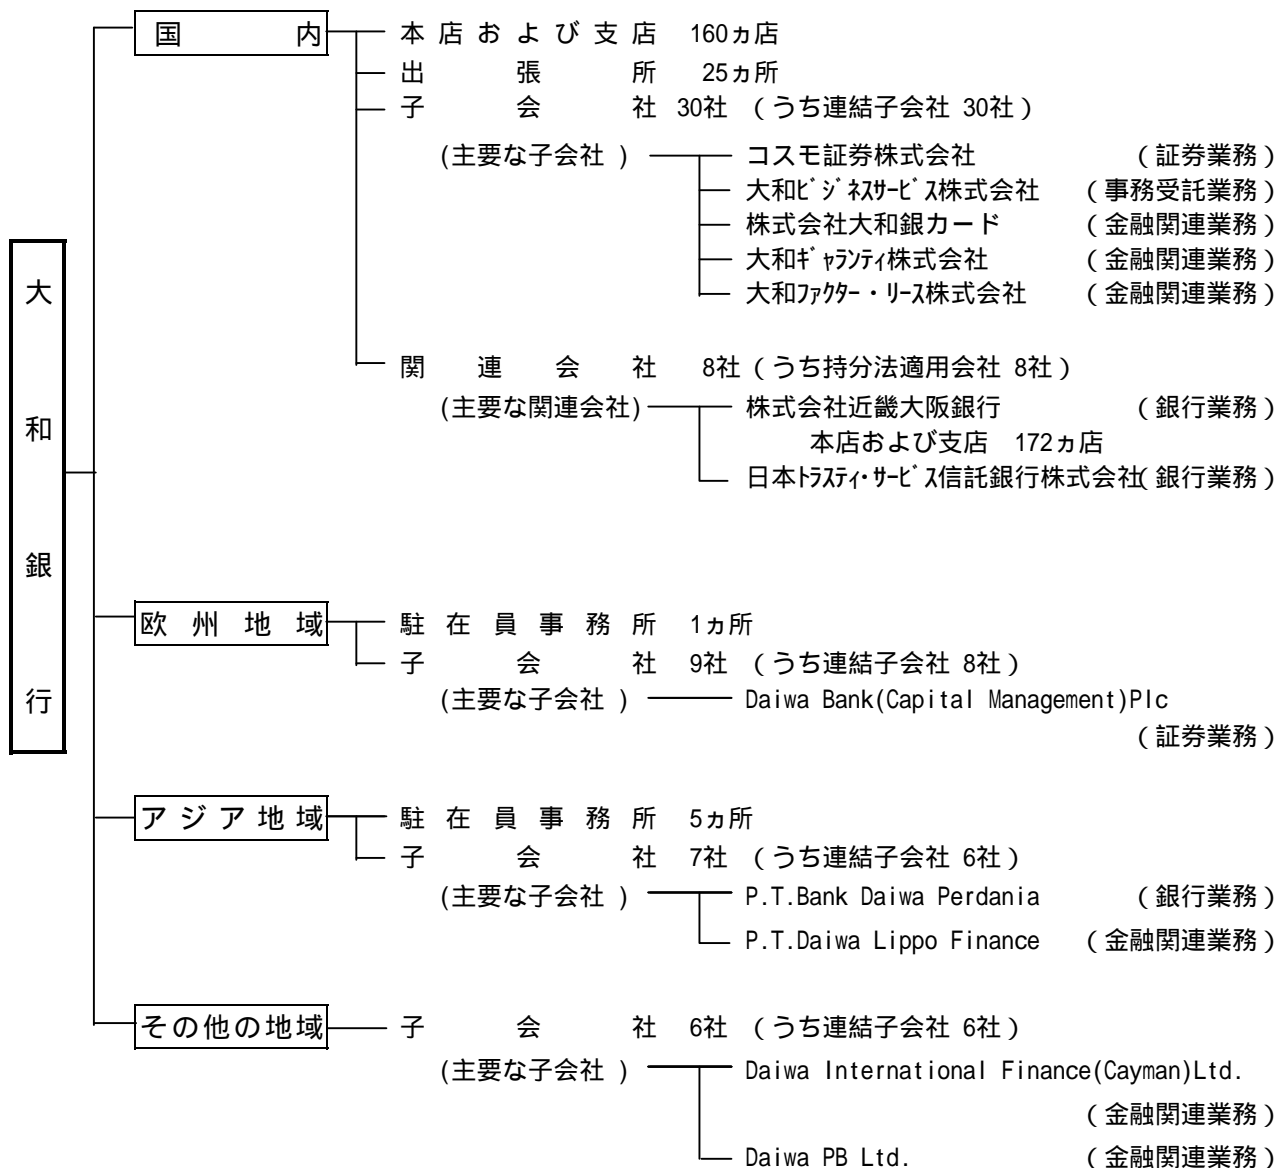 大和銀行
国内
本店および支店 160ヵ店
出張所 25ヵ所
子会社 30社 (うち連結子会社 30社)
(主要な子会社) コスモ証券株式会社 (証券業務)
大和ビジネスサービス株式会社 (事務受託業務)
株式会社大和銀カード (金融関連業務)
大和ギャランティ株式会社 (金融関連業務)
大和ファクター・リース株式会社 (金融関連業務)
関連会社 8社 (うち持分法適用会社 8社)
(主要な関連会社) 株式会社近畿大阪銀行 (銀行業務)
本店および支店 172ヵ店
日本トラスティ・サービス信託銀行株式会社 (銀行業務)
欧州地域
駐在員事務所 1ヵ所
子会社 9社 (うち連結子会社 8社)
(主要な子会社) Daiwa Bank(Capital Management)Plc
(証券業務)
アジア地域
駐在員事務所 5ヵ所
子会社 7社 (うち連結子会社 6社)
(主要な子会社) P.T.Bank Daiwa Perdania (銀行業務)
P.T.Daiwa Lippo Finance (金融関連業務)
その他の地域
子会社 6社 (うち連結子会社 6社)
(主要な子会社) Daiwa International Finance(Cayman)Ltd.
(金融関連業務)
Daiwa PB Ltd. (金融関連業務)